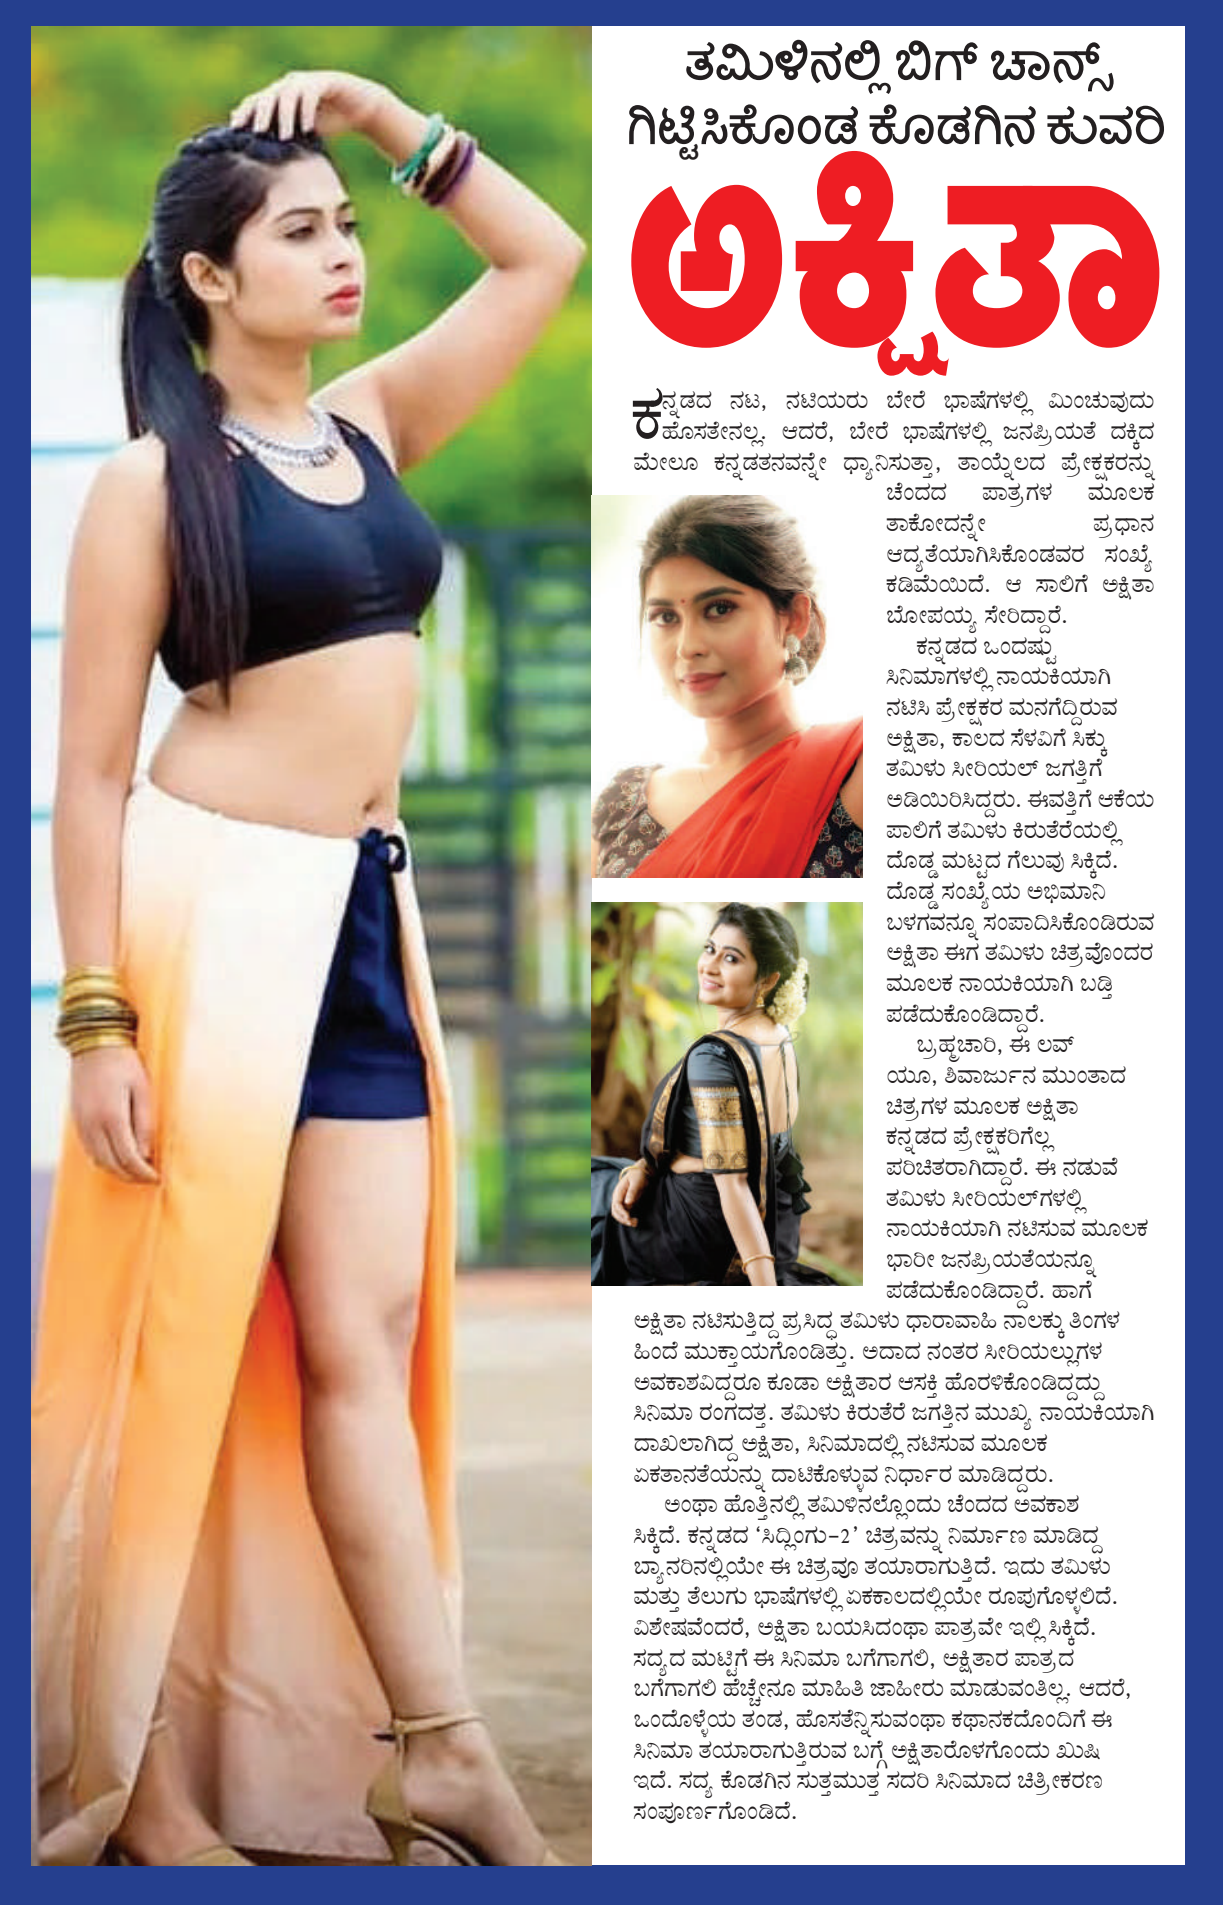 ತಮಿಳಿನಲ್ಲಿ ಬಿಗ್ ಚಾನ್ಸ್
ಗಿಟ್ಟಿಸಿಕೊಂಡ ಕೊಡಗಿನ ಕುವರಿ
ಅಕ್ಷಿತಾ
ಕನ್ನಡದ ನಟ, ನಟಿಯರು ಬೇರೆ ಭಾಷೆಗಳಲ್ಲಿ ಮಿಂಚುವುದು
ಹೊಸತೇನಲ್ಲ. ಆದರೆ, ಬೇರೆ ಭಾಷೆಗಳಲ್ಲಿ ಜನಪ್ರಿಯತೆ ದಕ್ಕಿದ
ಮೇಲೂ ಕನ್ನಡತನವನ್ನೇ ಧ್ಯಾನಿಸುತ್ತಾ, ತಾಯ್ನೆಲದ ಪ್ರೇಕ್ಷಕರನ್ನು
ಚೆಂದದ ಪಾತ್ರಗಳ ಮೂಲಕ
ತಾಕೋದನ್ನೇ ಪ್ರಧಾನ
ಆದ್ಯತೆಯಾಗಿಸಿಕೊಂಡವರ ಸಂಖ್ಯೆ
ಕಡಿಮೆಯಿದೆ. ಆ ಸಾಲಿಗೆ ಅಕ್ಷಿತಾ
ಬೋಪಯ್ಯ ಸೇರಿದ್ದಾರೆ.
ಕನ್ನಡದ ಒಂದಷ್ಟು
ಸಿನಿಮಾಗಳಲ್ಲಿ ನಾಯಕಿಯಾಗಿ
ನಟಿಸಿ ಪ್ರೇಕ್ಷಕರ ಮನಗೆದ್ದಿರುವ
ಅಕ್ಷಿತಾ, ಕಾಲದ ಸೆಳವಿಗೆ ಸಿಕ್ಕು
ತಮಿಳು ಸೀರಿಯಲ್ ಜಗತ್ತಿಗೆ
ಅಡಿಯಿರಿಸಿದ್ದರು. ಈವತ್ತಿಗೆ ಆಕೆಯ
ಪಾಲಿಗೆ ತಮಿಳು ಕಿರುತೆರೆಯಲ್ಲಿ
ದೊಡ್ಡ ಮಟ್ಟದ ಗೆಲುವು ಸಿಕ್ಕಿದೆ.
ದೊಡ್ಡ ಸಂಖ್ಯೆಯ ಅಭಿಮಾನಿ
ಬಳಗವನ್ನೂ ಸಂಪಾದಿಸಿಕೊಂಡಿರುವ
ಅಕ್ಷಿತಾ ಈಗ ತಮಿಳು ಚಿತ್ರವೊಂದರ
ಮೂಲಕ ನಾಯಕಿಯಾಗಿ ಬಡ್ತಿ
ಪಡೆದುಕೊಂಡಿದ್ದಾರೆ.
ಬ್ರಹ್ಮಚಾರಿ, ಈ ಲವ್
ಯೂ, ಶಿವಾರ್ಜುನ ಮುಂತಾದ
ಚಿತ್ರಗಳ ಮೂಲಕ ಅಕ್ಷಿತಾ
ಕನ್ನಡದ ಪ್ರೇಕ್ಷಕರಿಗೆಲ್ಲ
ಪರಿಚಿತರಾಗಿದ್ದಾರೆ. ಈ ನಡುವೆ
ತಮಿಳು ಸೀರಿಯಲ್‌ಗಳಲ್ಲಿ
ನಾಯಕಿಯಾಗಿ ನಟಿಸುವ ಮೂಲಕ
ಭಾರೀ ಜನಪ್ರಿಯತೆಯನ್ನೂ
ಪಡೆದುಕೊಂಡಿದ್ದಾರೆ. ಹಾಗೆ
ಅಕ್ಷಿತಾ ನಟಿಸುತ್ತಿದ್ದ ಪ್ರಸಿದ್ಧ ತಮಿಳು ಧಾರಾವಾಹಿ ನಾಲಕ್ಕು ತಿಂಗಳ
ಹಿಂದೆ ಮುಕ್ತಾಯಗೊಂಡಿತ್ತು. ಅದಾದ ನಂತರ ಸೀರಿಯಲ್ಲುಗಳ
ಅವಕಾಶವಿದ್ದರೂ ಕೂಡಾ ಅಕ್ಷಿತಾರ ಆಸಕ್ತಿ ಹೊರಳಿಕೊಂಡಿದ್ದದ್ದು
ಸಿನಿಮಾ ರಂಗದತ್ತ. ತಮಿಳು ಕಿರುತೆರೆ ಜಗತ್ತಿನ ಮುಖ್ಯ ನಾಯಕಿಯಾಗಿ
ದಾಖಲಾಗಿದ್ದ ಅಕ್ಷಿತಾ, ಸಿನಿಮಾದಲ್ಲಿ ನಟಿಸುವ ಮೂಲಕ
ಏಕತಾನತೆಯನ್ನು ದಾಟಿಕೊಳ್ಳುವ ನಿರ್ಧಾರ ಮಾಡಿದ್ದರು.
ಅಂಥಾ ಹೊತ್ತಿನಲ್ಲಿ ತಮಿಳಿನಲ್ಲೊಂದು ಚೆಂದದ ಅವಕಾಶ
ಸಿಕ್ಕಿದೆ. ಕನ್ನಡದ ‘ಸಿದ್ಲಿಂಗು-2’ ಚಿತ್ರವನ್ನು ನಿರ್ಮಾಣ ಮಾಡಿದ್ದ
ಬ್ಯಾನರಿನಲ್ಲಿಯೇ ಈ ಚಿತ್ರವೂ ತಯಾರಾಗುತ್ತಿದೆ. ಇದು ತಮಿಳು
ಮತ್ತು ತೆಲುಗು ಭಾಷೆಗಳಲ್ಲಿ ಏಕಕಾಲದಲ್ಲಿಯೇ ರೂಪುಗೊಳ್ಳಲಿದೆ.
ವಿಶೇಷವೆಂದರೆ, ಅಕ್ಷಿತಾ ಬಯಸಿದಂಥಾ ಪಾತ್ರವೇ ಇಲ್ಲಿ ಸಿಕ್ಕಿದೆ.
ಸದ್ಯದ ಮಟ್ಟಿಗೆ ಈ ಸಿನಿಮಾ ಬಗೆಗಾಗಲಿ, ಅಕ್ಷಿತಾರ ಪಾತ್ರದ
ಬಗೆಗಾಗಲಿ ಹೆಚ್ಚೇನೂ ಮಾಹಿತಿ ಜಾಹೀರು ಮಾಡುವಂತಿಲ್ಲ. ಆದರೆ,
ಒಂದೊಳ್ಳೆಯ ತಂಡ, ಹೊಸತೆನ್ನಿಸುವಂಥಾ ಕಥಾನಕದೊಂದಿಗೆ ಈ
ಸಿನಿಮಾ ತಯಾರಾಗುತ್ತಿರುವ ಬಗ್ಗೆ ಅಕ್ಷಿತಾರೊಳಗೊಂದು ಖುಷಿ
ಇದೆ. ಸದ್ಯ ಕೊಡಗಿನ ಸುತ್ತಮುತ್ತ ಸದರಿ ಸಿನಿಮಾದ ಚಿತ್ರೀಕರಣ
ಸಂಪೂರ್ಣಗೊಂಡಿದೆ.